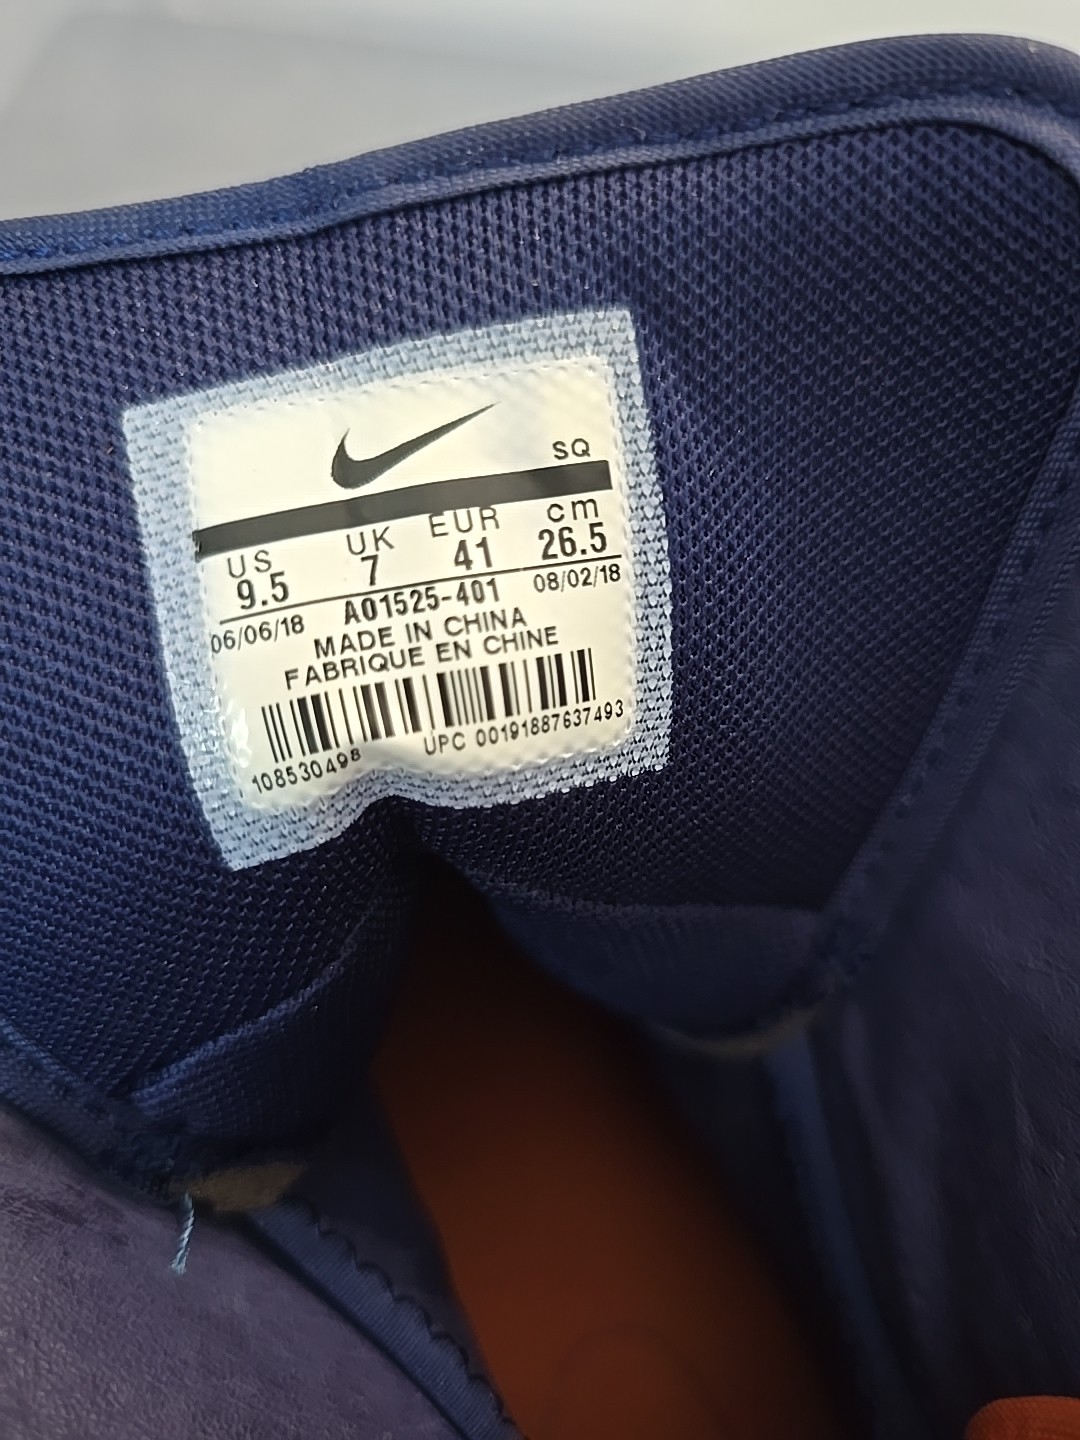 SQ
US UK EUR cm
9.5 7 41 26.5
06/06/18 AO1525-401 08/02/18
MADE IN CHINA
FABRIQUE EN CHINE
108530498 UPC 00191887637493